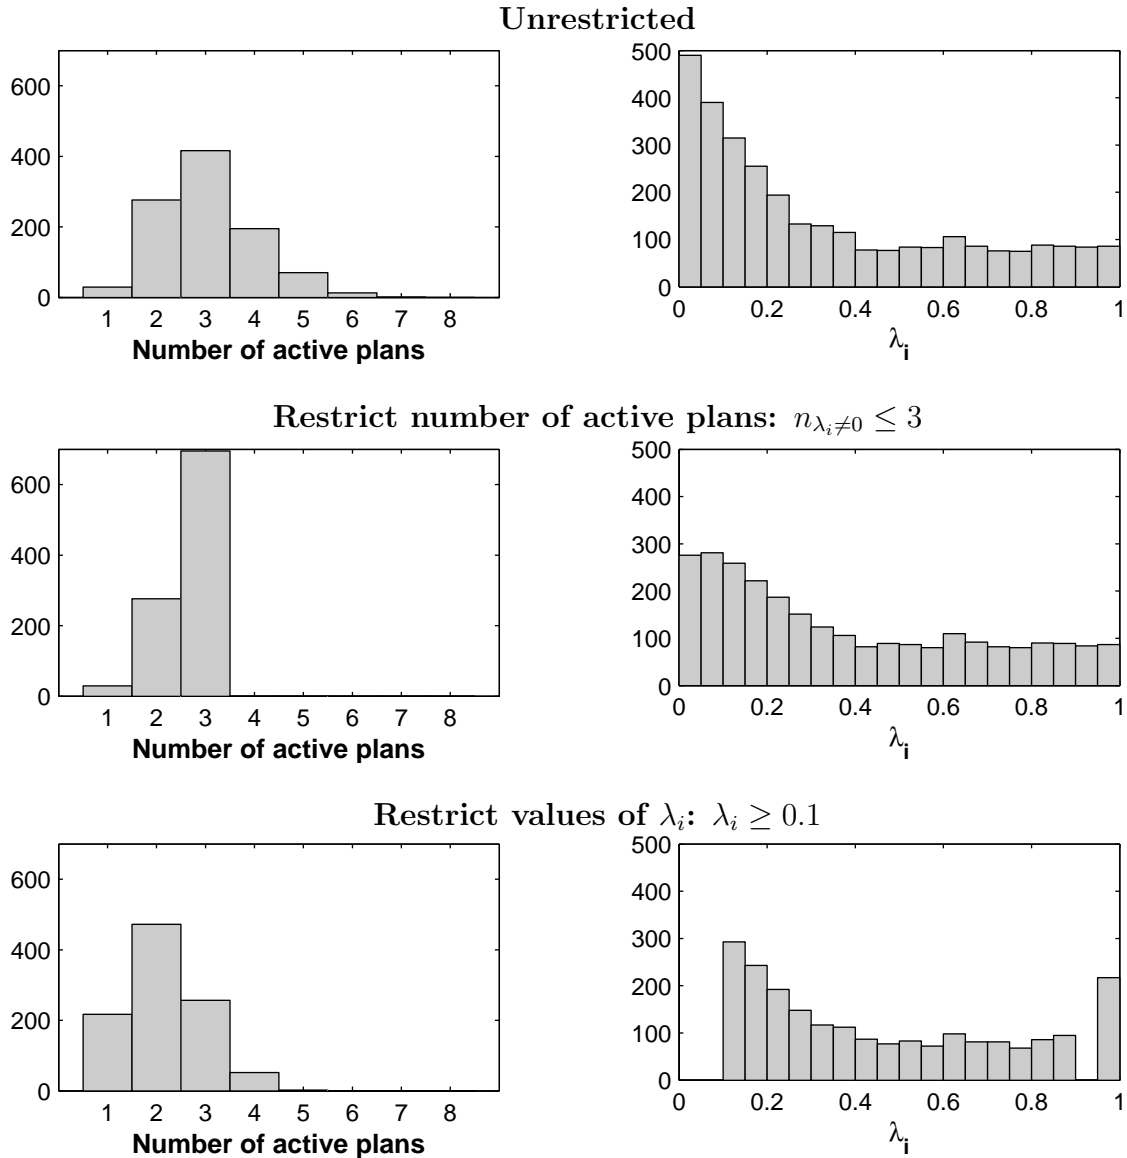 Unrestricted
600
400
200
0
1 2 3 4 5 6 7 8
Number of active plans
500
400
300
200
100
0
0 0.2 0.4 0.6 0.8 1
λi
Restrict number of active plans: nλi≠0 ≤ 3
600
400
200
0
1 2 3 4 5 6 7 8
Number of active plans
500
400
300
200
100
0
0 0.2 0.4 0.6 0.8 1
λi
Restrict values of λi: λi ≥ 0.1
600
400
200
0
1 2 3 4 5 6 7 8
Number of active plans
500
400
300
200
100
0
0 0.2 0.4 0.6 0.8 1
λi